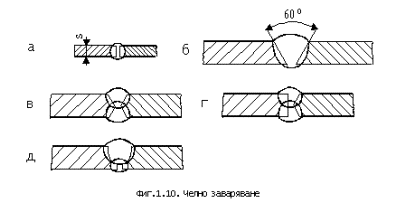 60°
а
s
б
в
г
д
Фиг.1.10. Челно заваряване